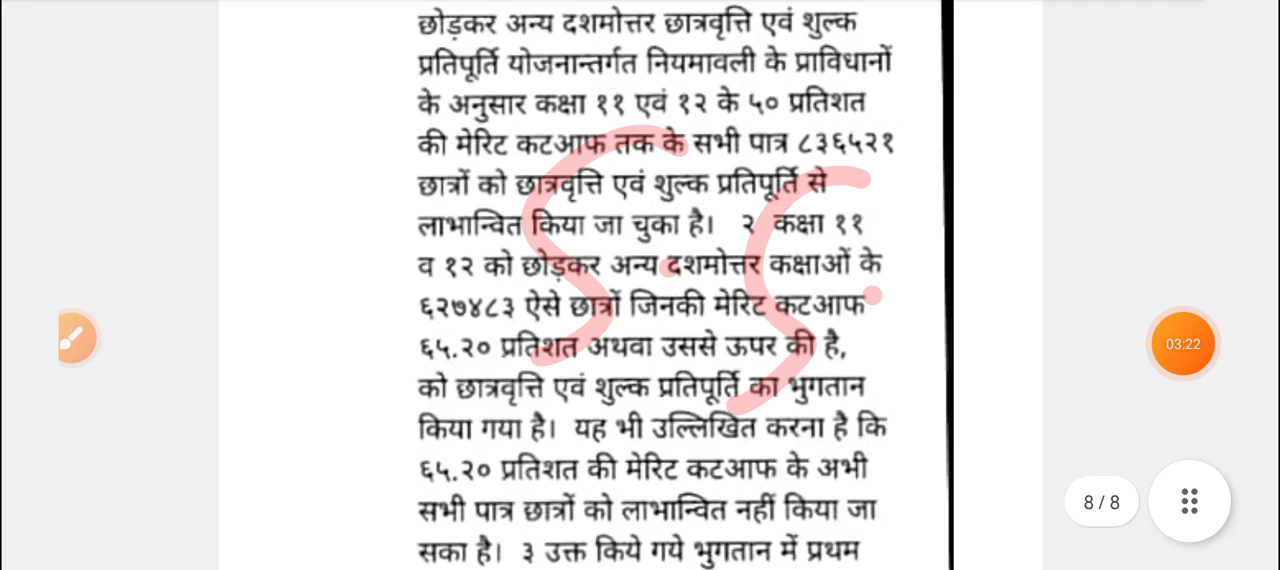 छोड़कर अन्य दशमोत्तर छात्रवृत्ति एवं शुल्क
प्रतिपूर्ति योजनान्तर्गत नियमावली के प्राविधानों
के अनुसार कक्षा ११ एवं १२ के ५० प्रतिशत
की मेरिट कटआफ तक के सभी पात्र ८३६५२१
छात्रों को छात्रवृत्ति एवं शुल्क प्रतिपूर्ति से
लाभान्वित किया जा चुका है। २ कक्षा ११
व १२ को छोड़कर अन्य दशमोत्तर कक्षाओं के
६२७४८३ ऐसे छात्रों जिनकी मेरिट कटआफ
६५.२० प्रतिशत अथवा उससे ऊपर की है,
को छात्रवृत्ति एवं शुल्क प्रतिपूर्ति का भुगतान
किया गया है। यह भी उल्लिखित करना है कि
६५.२० प्रतिशत की मेरिट कटआफ के अभी
सभी पात्र छात्रों को लाभान्वित नहीं किया जा
सका है। ३ उक्त किये गये भुगतान में प्रथम
S.S.
03:22
8 / 8